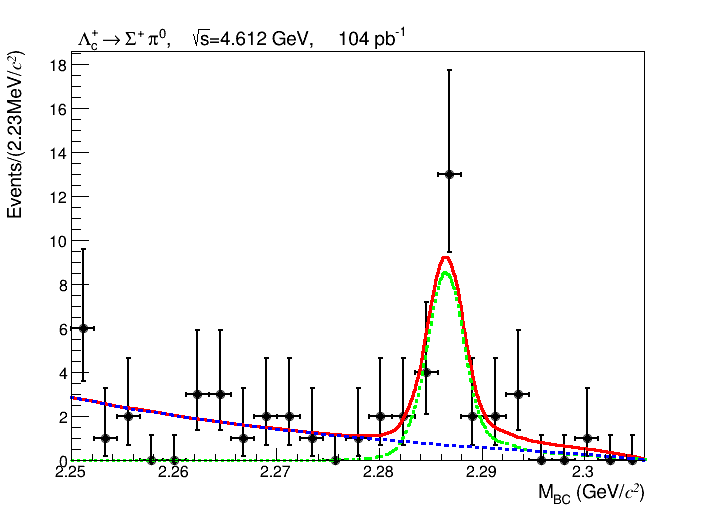 Λc+ → Σ+ π0, √s=4.612 GeV, 104 pb-1
Events/(2.23MeV/c2)
18
16
14
12
10
8
6
4
2
0
2.25 2.26 2.27 2.28 2.29 2.3
MBC (GeV/c2)